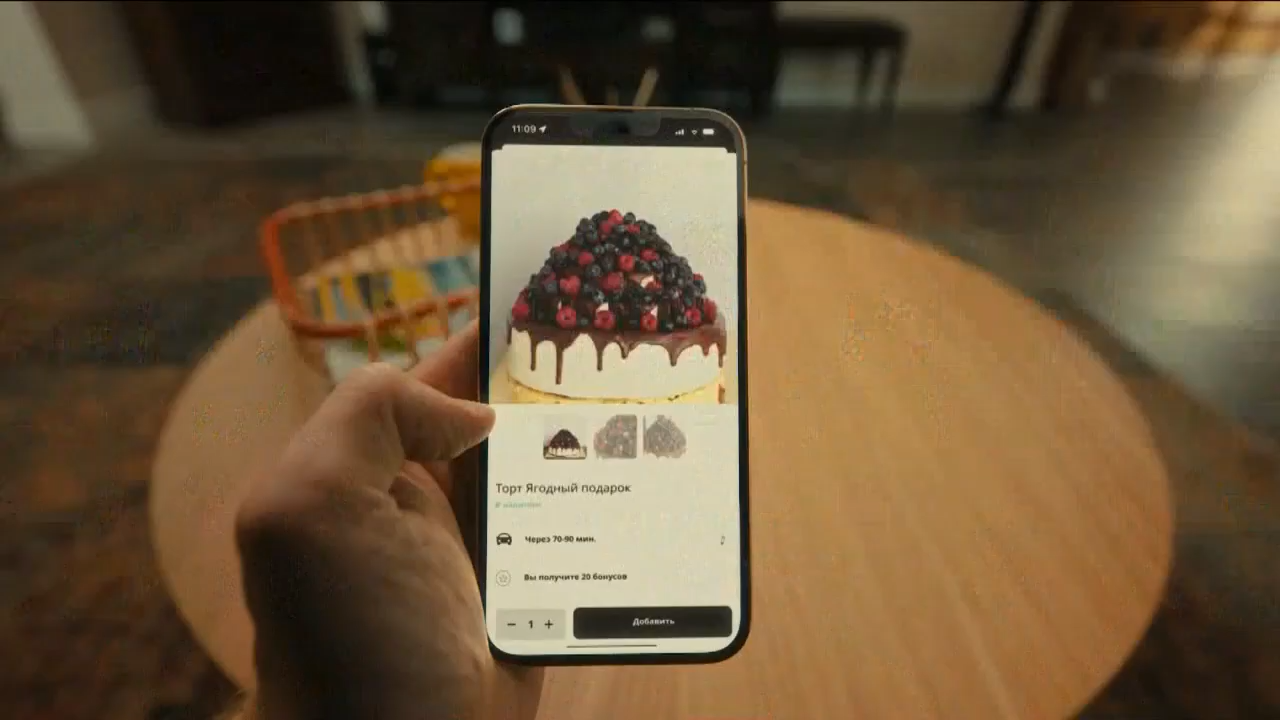 11:09
Торт Ягодный подарок
Через 70-90 мин.
Вы получите 20 бонусов
− 1 +
Добавить